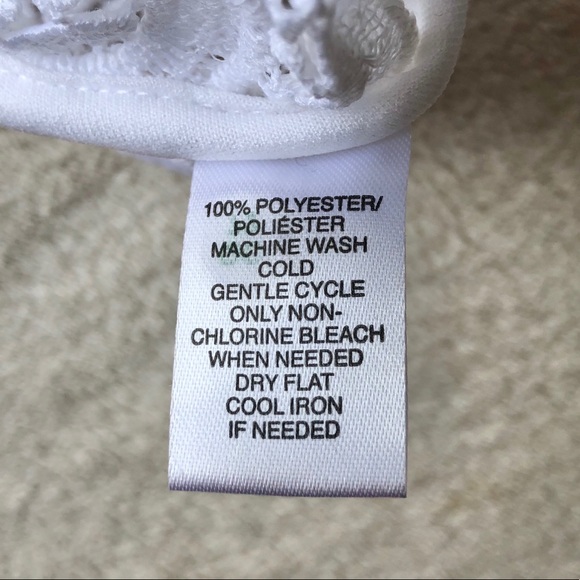 100% POLYESTER/
POLIÉSTER
MACHINE WASH
COLD
GENTLE CYCLE
ONLY NON-
CHLORINE BLEACH
WHEN NEEDED
DRY FLAT
COOL IRON
IF NEEDED